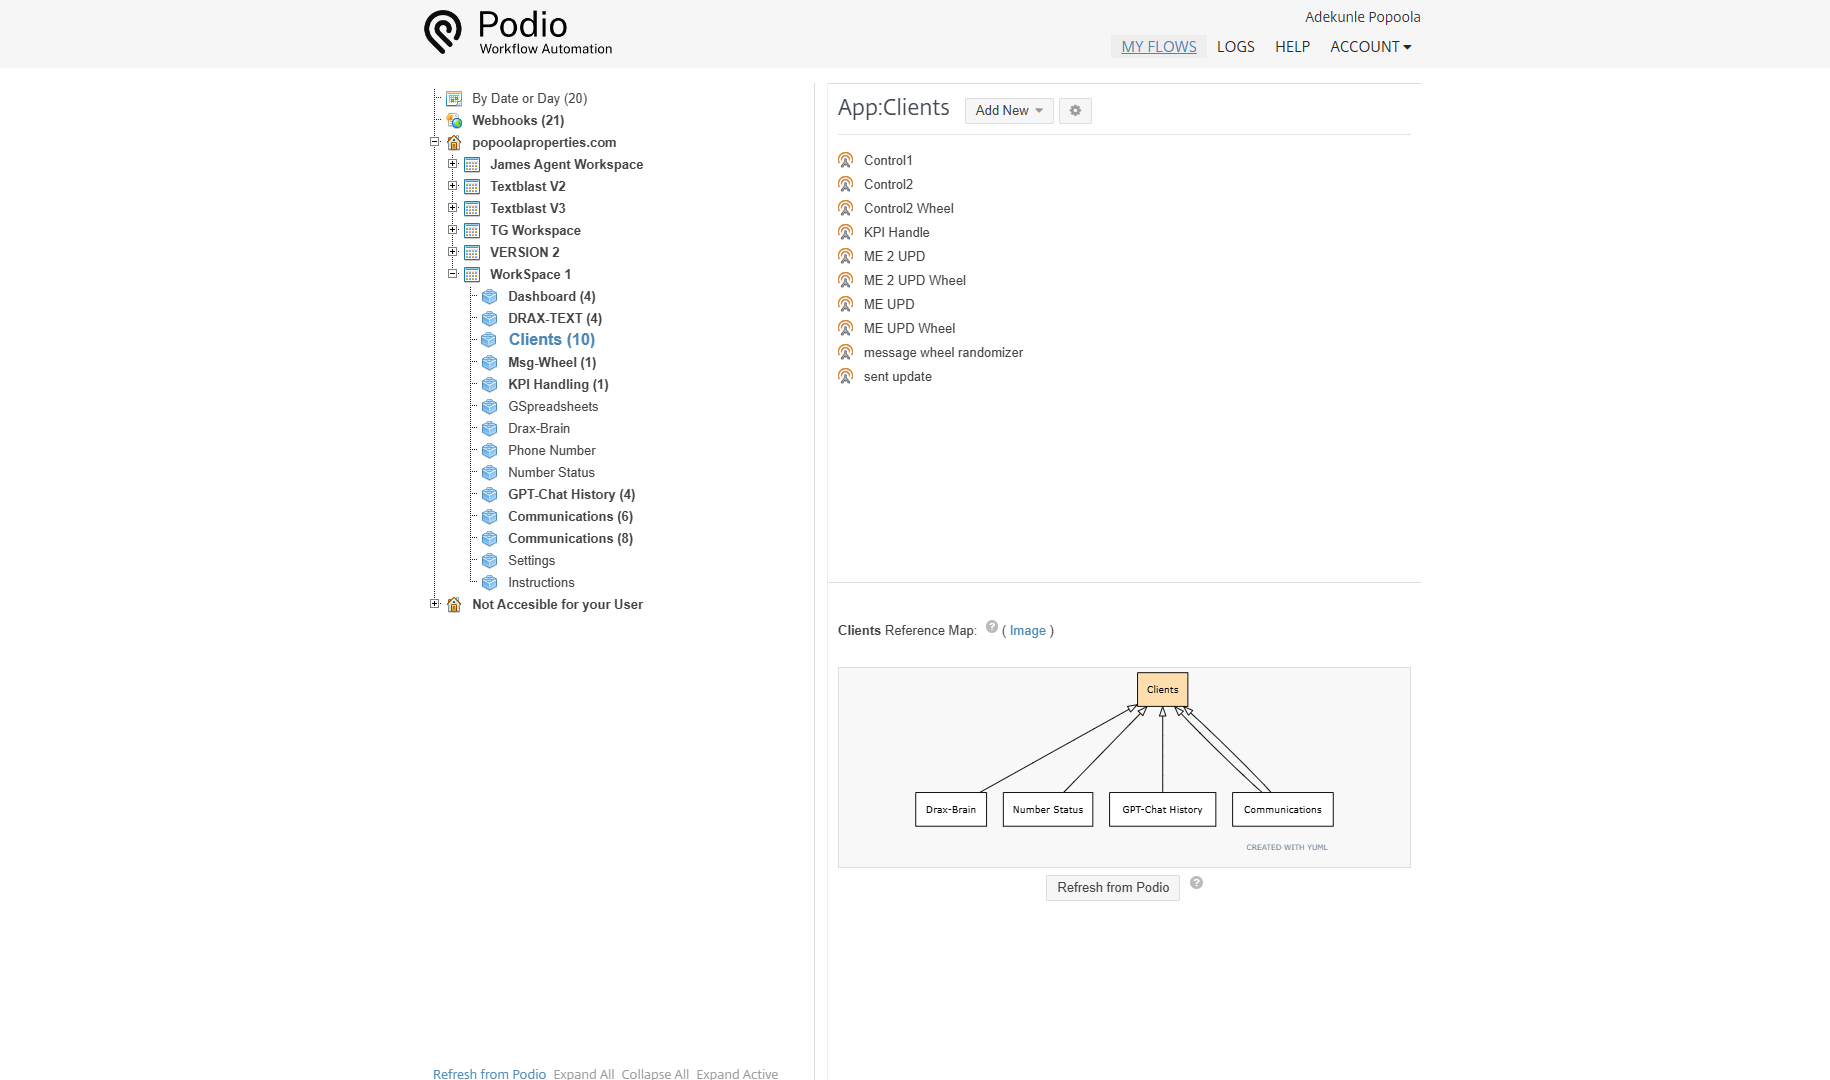 Podio
Workflow Automation
Adekunle Popoola
MY FLOWS LOGS HELP ACCOUNT
By Date or Day (20)
Webhooks (21)
popoolaproperties.com
James Agent Workspace
Textblast V2
Textblast V3
TG Workspace
VERSION 2
WorkSpace 1
Dashboard (4)
DRAX-TEXT (4)
Clients (10)
Msg-Wheel (1)
KPI Handling (1)
GSpreadsheets
Drax-Brain
Phone Number
Number Status
GPT-Chat History (4)
Communications (6)
Communications (8)
Settings
Instructions
Not Accesible for your User
Refresh from Podio Expand All Collapse All Expand Active
App:Clients Add New
Control1
Control2
Control2 Wheel
KPI Handle
ME 2 UPD
ME 2 UPD Wheel
ME UPD
ME UPD Wheel
message wheel randomizer
sent update
Clients Reference Map: ? ( Image )
Clients
Drax-Brain Number Status GPT-Chat History Communications
CREATED WITH YUML
Refresh from Podio ?